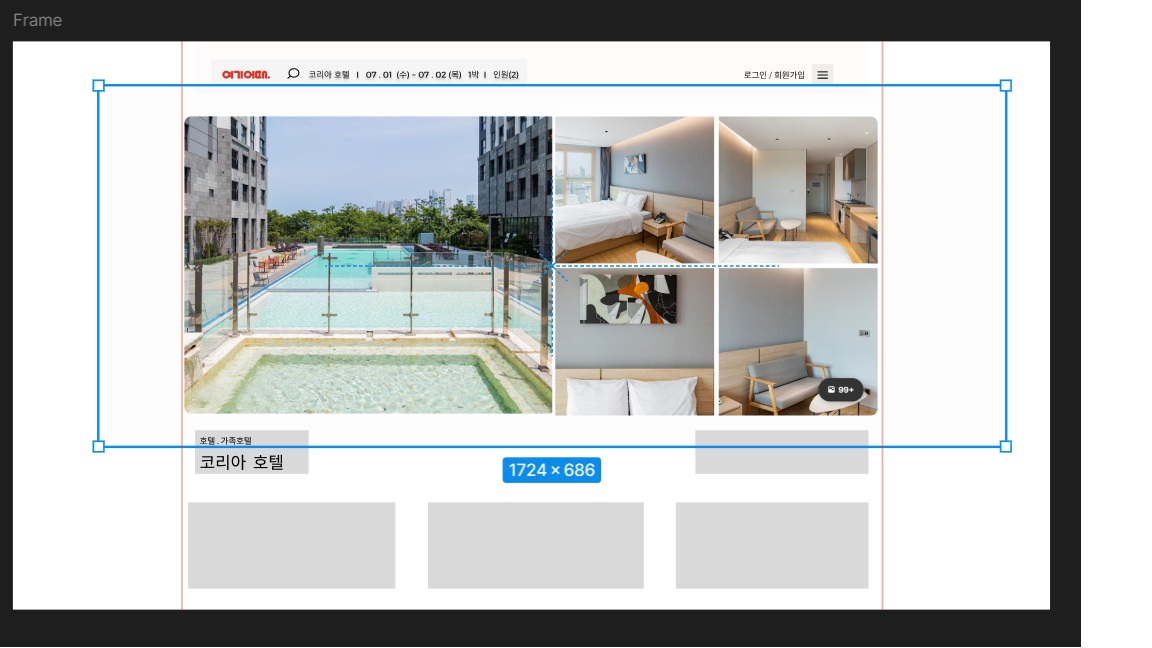 Frame
여기어때. 코리아 호텔 I 07 . 01 (수) ~ 07 . 02 (목) 1박 I 인원(2) 로그인 / 회원가입
99+
호텔 . 가족호텔
코리아 호텔
1724 × 686